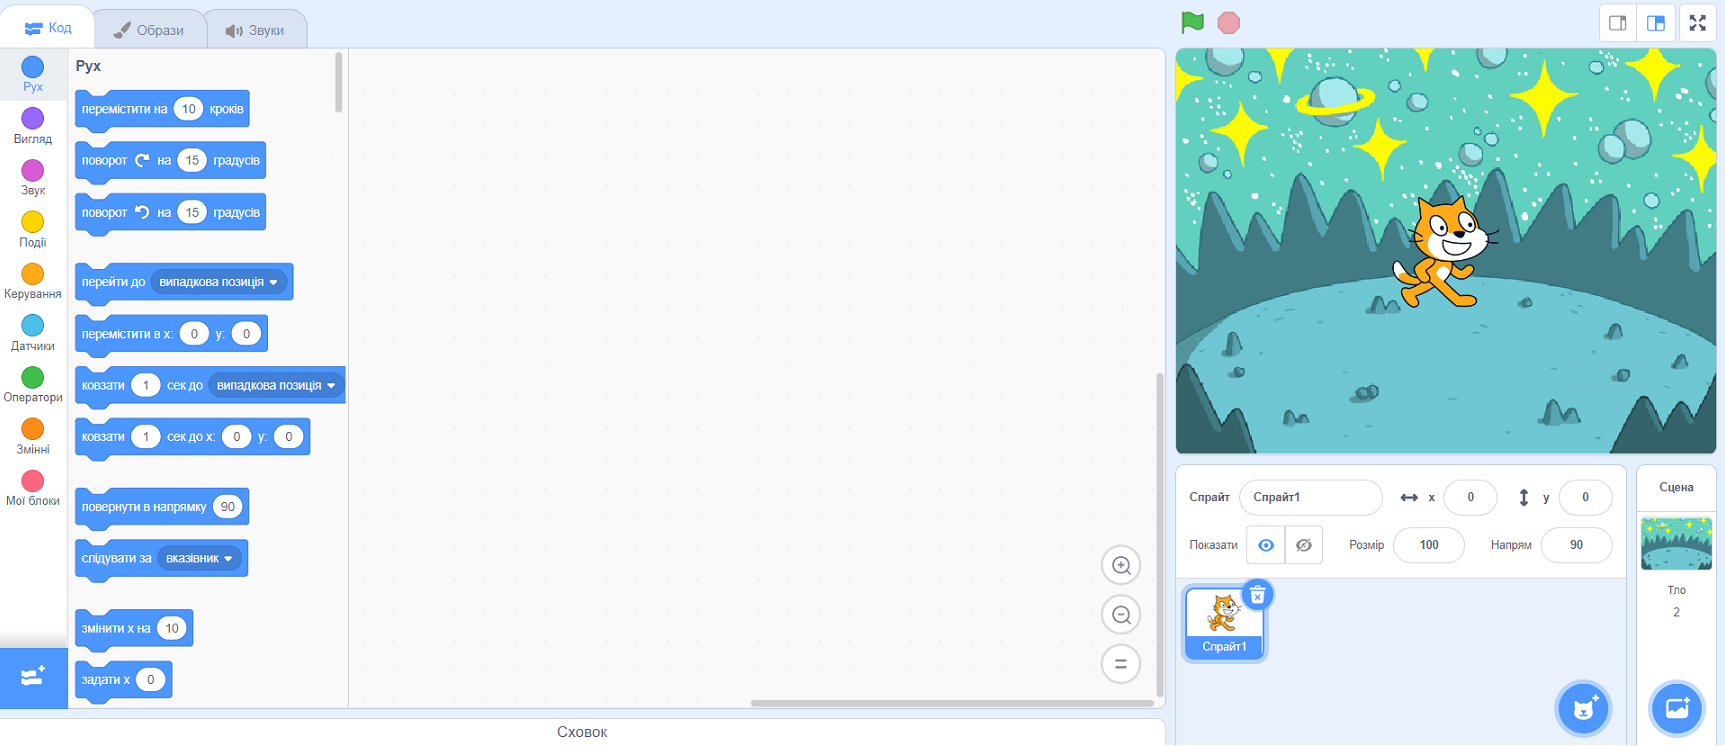 Код
Образи
Звуки
Рух
Вигляд
Звук
Події
Керування
Датчики
Оператори
Змінні
Мої блоки
Рух
перемістити на 10 кроків
поворот на 15 градусів
поворот на 15 градусів
перейти до випадкова позиція
перемістити в x: 0 y: 0
ковзати 1 сек до випадкова позиція
ковзати 1 сек до x: 0 y: 0
повернути в напрямку 90
слідувати за вказівник
змінити x на 10
задати x 0
Сховок
Спрайт Спрайт1 x 0 y 0
Показати Розмір 100 Напрям 90
Спрайт1
Сцена
Тло
2